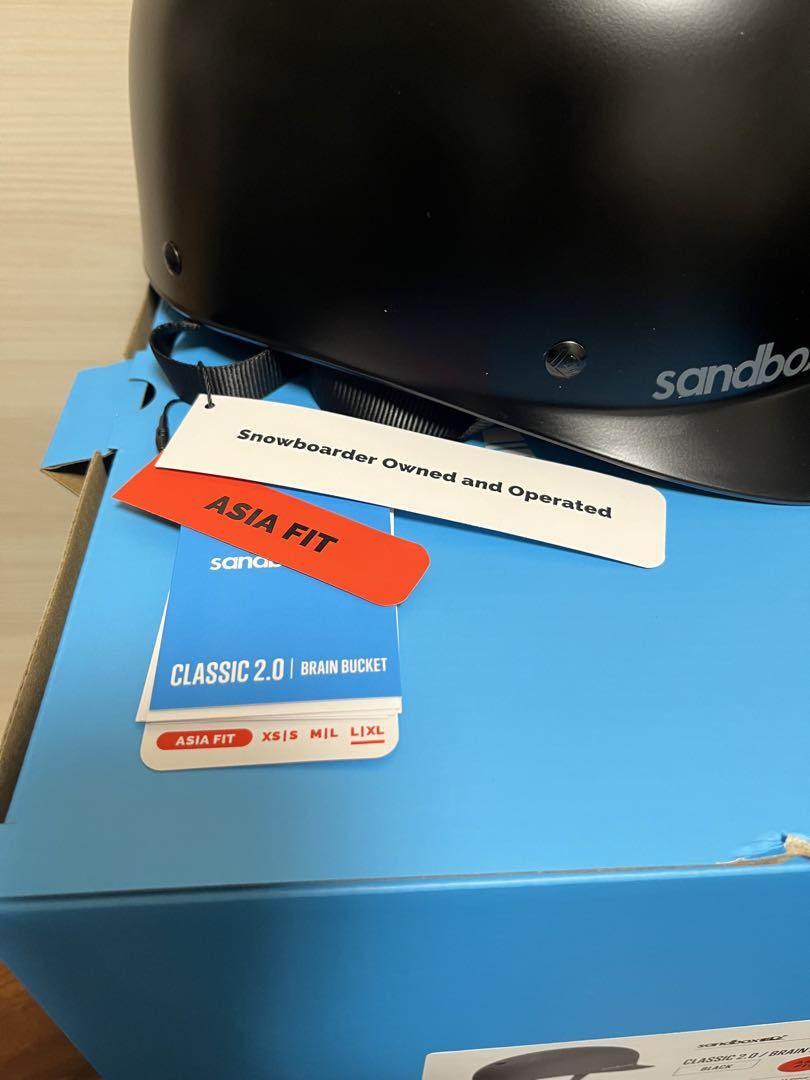 sandbox
Snowboarder Owned and Operated
ASIA FIT
CLASSIC 2.0 | BRAIN BUCKET
ASIA FIT XS|S M|L L|XL
sandbox
CLASSIC 2.0 / BRAIN
BLACK